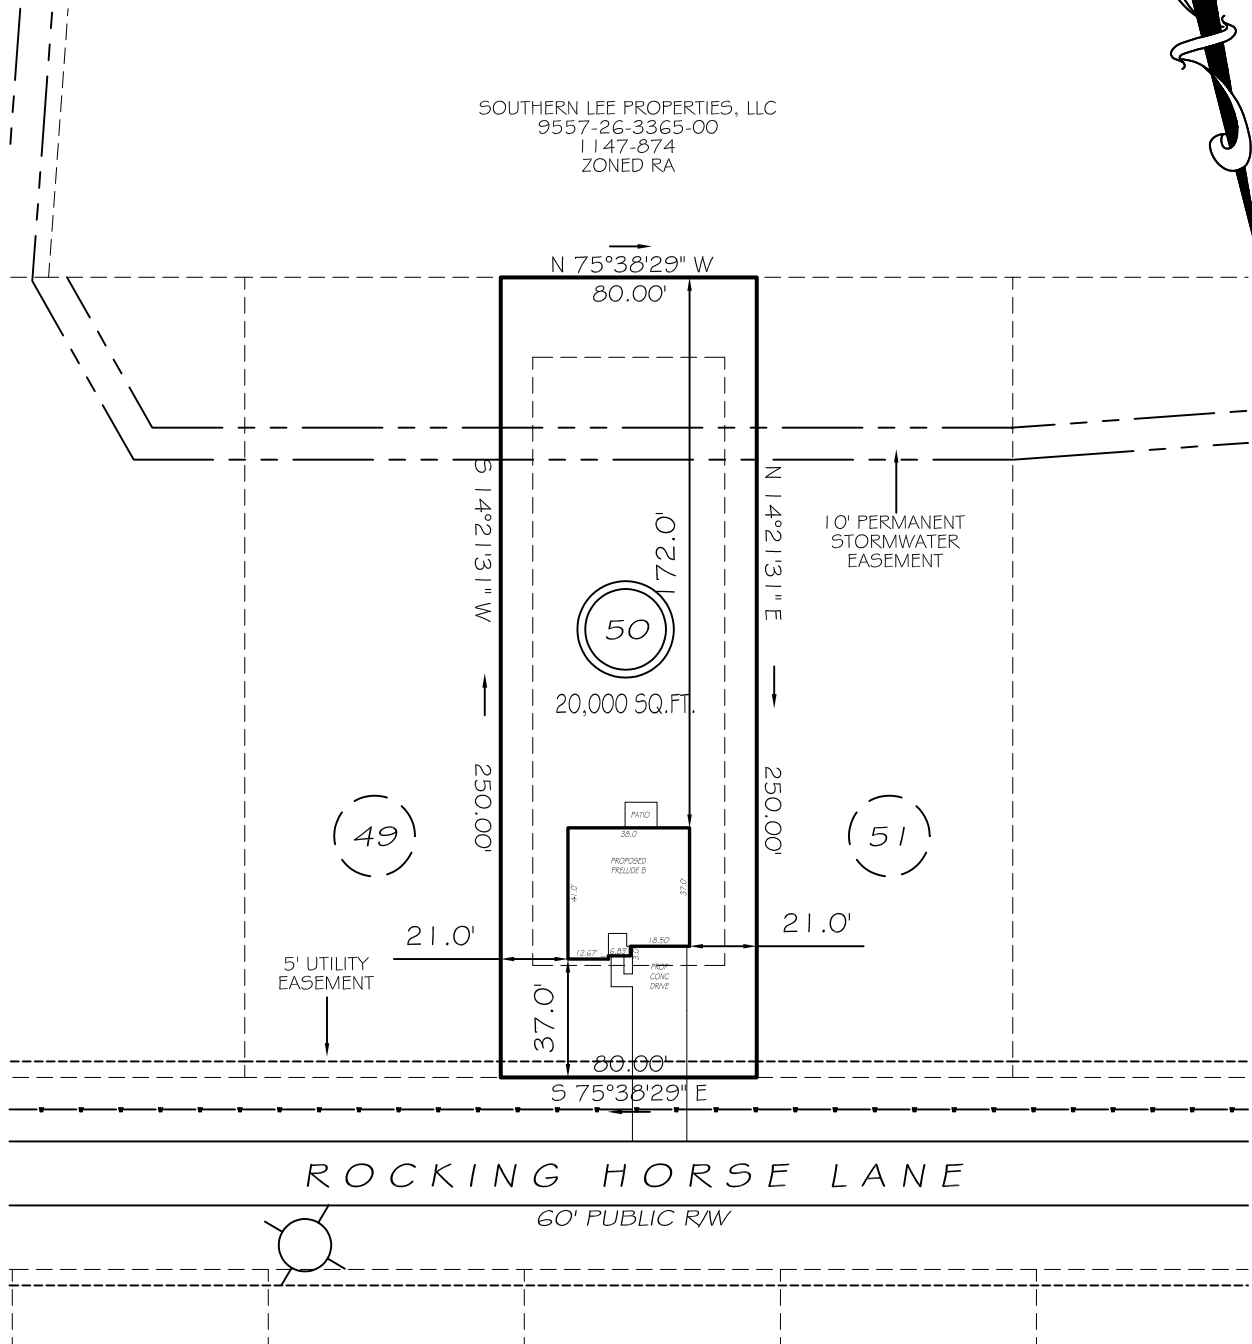 SOUTHERN LEE PROPERTIES, LLC
9557-26-3365-00
1147-874
ZONED RA
N 75°38'29" W
80.00'
S 14°21'31" W
N 14°21'31" E
10' PERMANENT
STORMWATER
EASEMENT
172.0'
50
20,000 SQ.FT.
250.00'
250.00'
49
51
PATIO
38.0
PROPOSED
PRELUDE B
41.0'
37.0'
21.0'
21.0'
12.67'
6.83'
18.50'
3.0'
PROP
CONC
DRIVE
5' UTILITY
EASEMENT
37.0'
80.00'
S 75°38'29" E
ROCKING HORSE LANE
60' PUBLIC R/W